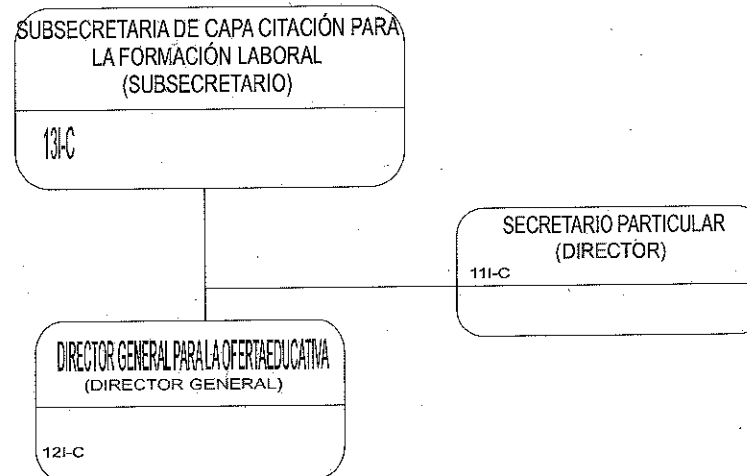 SUBSECRETARIA DE CAPA CITACIÓN PARA
LA FORMACIÓN LABORAL
(SUBSECRETARIO)
13I-C
SECRETARIO PARTICULAR
(DIRECTOR)
11I-C
DIRECTOR GENERAL PARA LA OFERTAEDUCATIVA
(DIRECTOR GENERAL)
12I-C